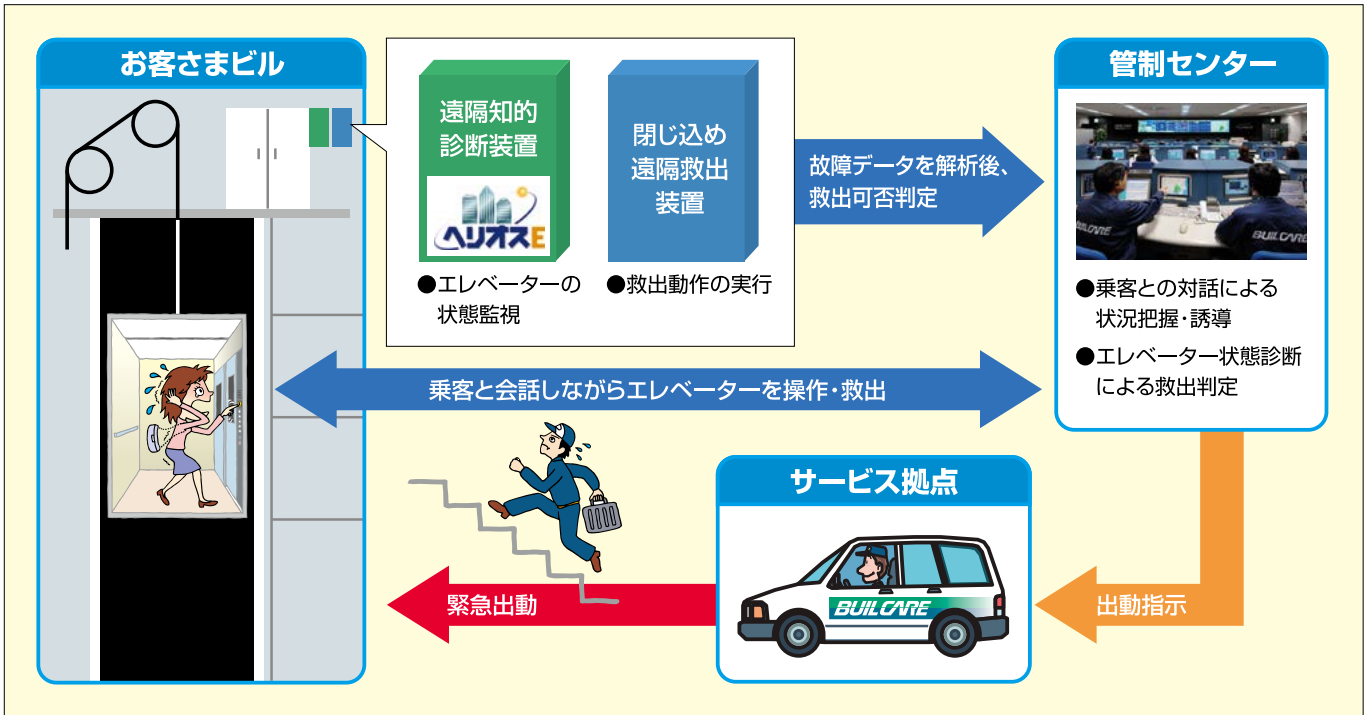 お客さまビル
遠隔知的
診断装置
ヘリオスE
●エレベーターの
状態監視
閉じ込め
遠隔救出
装置
●救出動作の実行
故障データを解析後、
救出可否判定
管制センター
BUILCARE
BUILCARE
●乗客との対話による
状況把握・誘導
●エレベーター状態診断
による救出判定
乗客と会話しながらエレベーターを操作・救出
サービス拠点
BUILCARE
緊急出動
出動指示